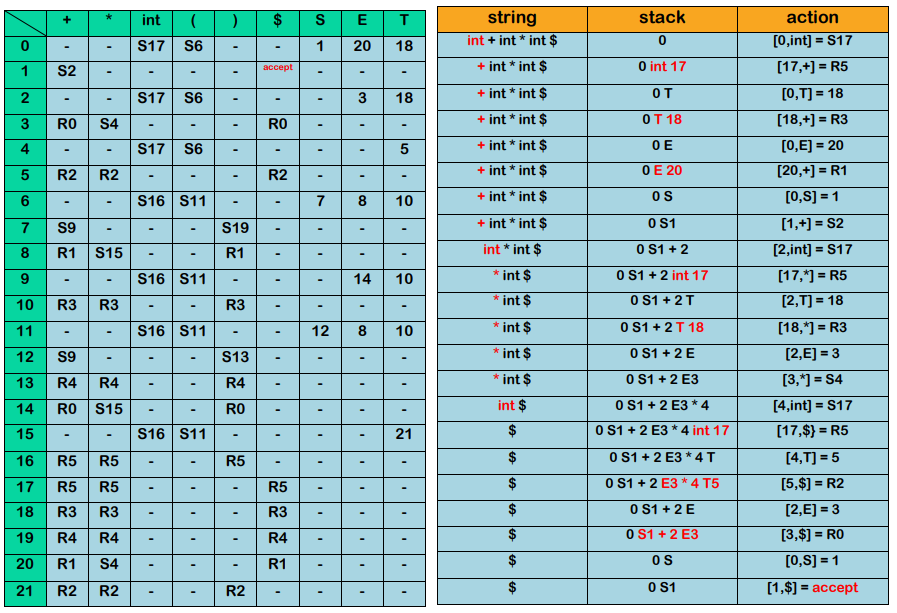 + * int ( ) $ S E T
0 - - S17 S6 - - 1 20 18
1 S2 - - - - accept - - -
2 - - S17 S6 - - - 3 18
3 R0 S4 - - - R0 - - -
4 - - S17 S6 - - - - 5
5 R2 R2 - - - R2 - - -
6 - - S16 S11 - - 7 8 10
7 S9 - - - S19 - - - -
8 R1 S15 - - R1 - - - -
9 - - S16 S11 - - - 14 10
10 R3 R3 - - R3 - - - -
11 - - S16 S11 - - 12 8 10
12 S9 - - - S13 - - - -
13 R4 R4 - - R4 - - - -
14 R0 S15 - - R0 - - - -
15 - - S16 S11 - - - - 21
16 R5 R5 - - R5 - - - -
17 R5 R5 - - - R5 - - -
18 R3 R3 - - - R3 - - -
19 R4 R4 - - - R4 - - -
20 R1 S4 - - - R1 - - -
21 R2 R2 - - R2 - - - -
string stack action
int + int * int $ 0 [0,int] = S17
+ int * int $ 0 int 17 [17,+] = R5
+ int * int $ 0 T [0,T] = 18
+ int * int $ 0 T 18 [18,+] = R3
+ int * int $ 0 E [0,E] = 20
+ int * int $ 0 E 20 [20,+] = R1
+ int * int $ 0 S [0,S] = 1
+ int * int $ 0 S1 [1,+] = S2
int * int $ 0 S1 + 2 [2,int] = S17
* int $ 0 S1 + 2 int 17 [17,*] = R5
* int $ 0 S1 + 2 T [2,T] = 18
* int $ 0 S1 + 2 T 18 [18,*] = R3
* int $ 0 S1 + 2 E [2,E] = 3
* int $ 0 S1 + 2 E3 [3,*] = S4
int $ 0 S1 + 2 E3 * 4 [4,int] = S17
$ 0 S1 + 2 E3 * 4 int 17 [17,$} = R5
$ 0 S1 + 2 E3 * 4 T [4,T] = 5
$ 0 S1 + 2 E3 * 4 T5 [5,$] = R2
$ 0 S1 + 2 E [2,E] = 3
$ 0 S1 + 2 E3 [3,$] = R0
$ 0 S [0,S] = 1
$ 0 S1 [1,$] = accept